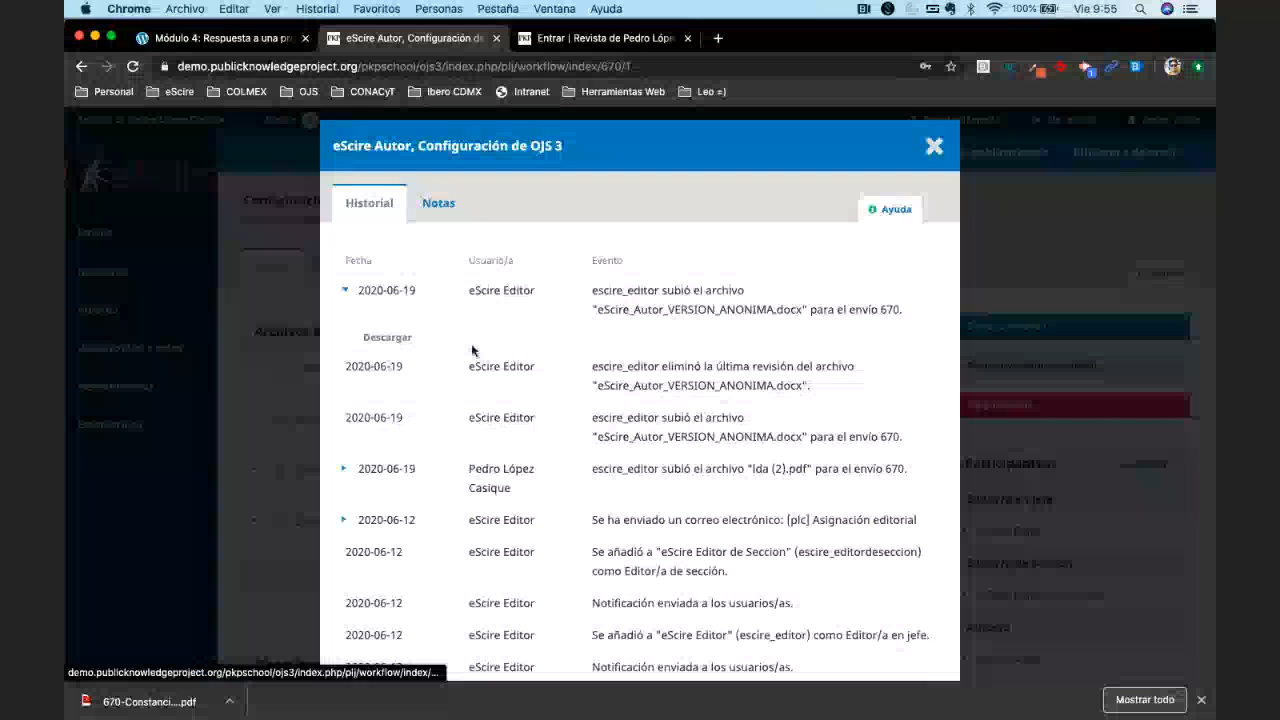 Chrome Archivo Editar Ver Historial Favoritos Personas Pestaña Ventana Ayuda 100% Vie 9:55
Módulo 4: Respuesta a una pr eScire Autor, Configuración de Entrar | Revista de Pedro Lópe
demo.publicknowledgeproject.org/pkpschool/ojs3/index.php/plj/workflow/index/670/1...
Personal eScire COLMEX OJS CONACyT Ibero CDMX Intranet Herramientas Web Leo =)
eScire Autor, Configuración de OJS 3
Historial Notas Ayuda
Fecha Usuario/a Evento
2020-06-19 eScire Editor escire_editor subió el archivo
"eScire_Autor_VERSION_ANONIMA.docx" para el envío 670.
Descargar
2020-06-19 eScire Editor escire_editor eliminó la última revisión del archivo
"eScire_Autor_VERSION_ANONIMA.docx".
2020-06-19 eScire Editor escire_editor subió el archivo
"eScire_Autor_VERSION_ANONIMA.docx" para el envío 670.
2020-06-19 Pedro López escire_editor subió el archivo "lda (2).pdf" para el envío 670.
Casique
2020-06-12 eScire Editor Se ha enviado un correo electrónico: [plc] Asignación editorial
2020-06-12 eScire Editor Se añadió a "eScire Editor de Seccion" (escire_editordeseccion)
como Editor/a de sección.
2020-06-12 eScire Editor Notificación enviada a los usuarios/as.
2020-06-12 eScire Editor Se añadió a "eScire Editor" (escire_editor) como Editor/a en jefe.
2020-06-12 eScire Editor Notificación enviada a los usuarios/as.
demo.publicknowledgeproject.org/pkpschool/ojs3/index.php/plj/workflow/index/...
670-Constanci....pdf Mostrar todo